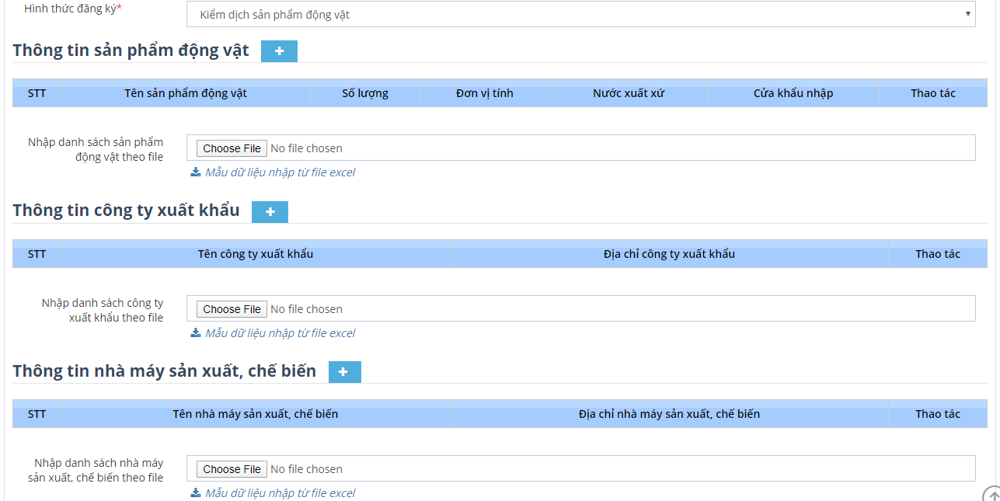 Hình thức đăng ký*
Kiểm dịch sản phẩm động vật
Thông tin sản phẩm động vật +
STT Tên sản phẩm động vật Số lượng Đơn vị tính Nước xuất xứ Cửa khẩu nhập Thao tác
Nhập danh sách sản phẩm
động vật theo file
Choose File No file chosen
Mẫu dữ liệu nhập từ file excel
Thông tin công ty xuất khẩu +
STT Tên công ty xuất khẩu Địa chỉ công ty xuất khẩu Thao tác
Nhập danh sách công ty
xuất khẩu theo file
Choose File No file chosen
Mẫu dữ liệu nhập từ file excel
Thông tin nhà máy sản xuất, chế biến +
STT Tên nhà máy sản xuất, chế biến Địa chỉ nhà máy sản xuất, chế biến Thao tác
Nhập danh sách nhà máy
sản xuất, chế biến theo file
Choose File No file chosen
Mẫu dữ liệu nhập từ file excel